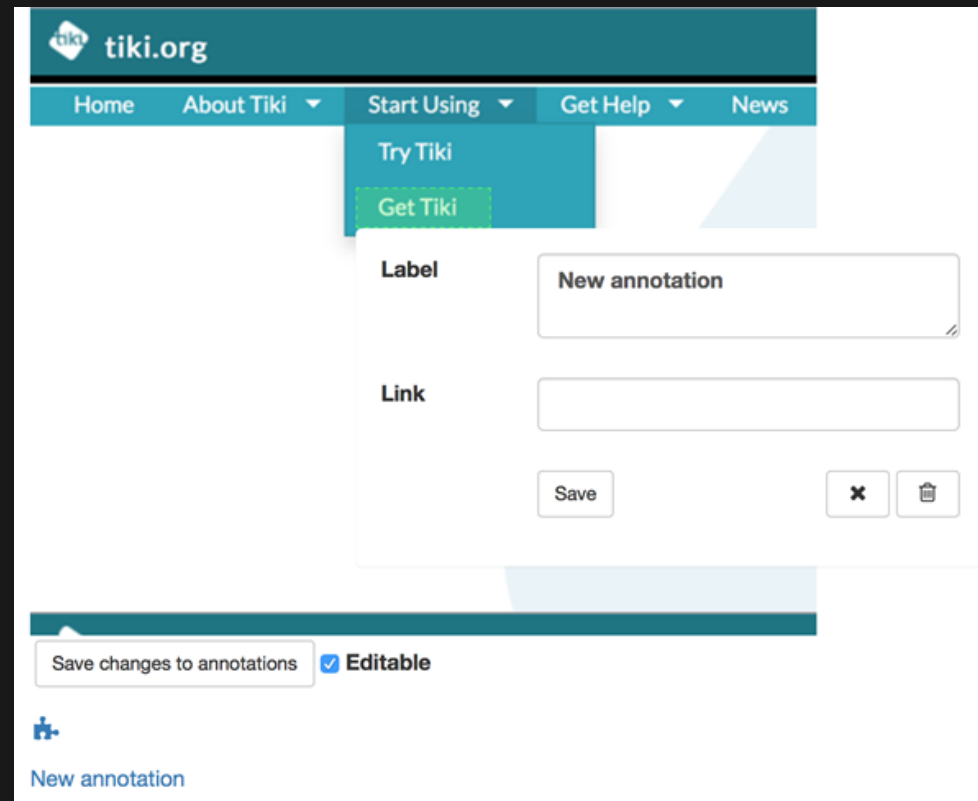 tiki tiki.org
Home About Tiki Start Using Get Help News
Try Tiki
Get Tiki
Label New annotation
Link
Save
Save changes to annotations Editable
New annotation